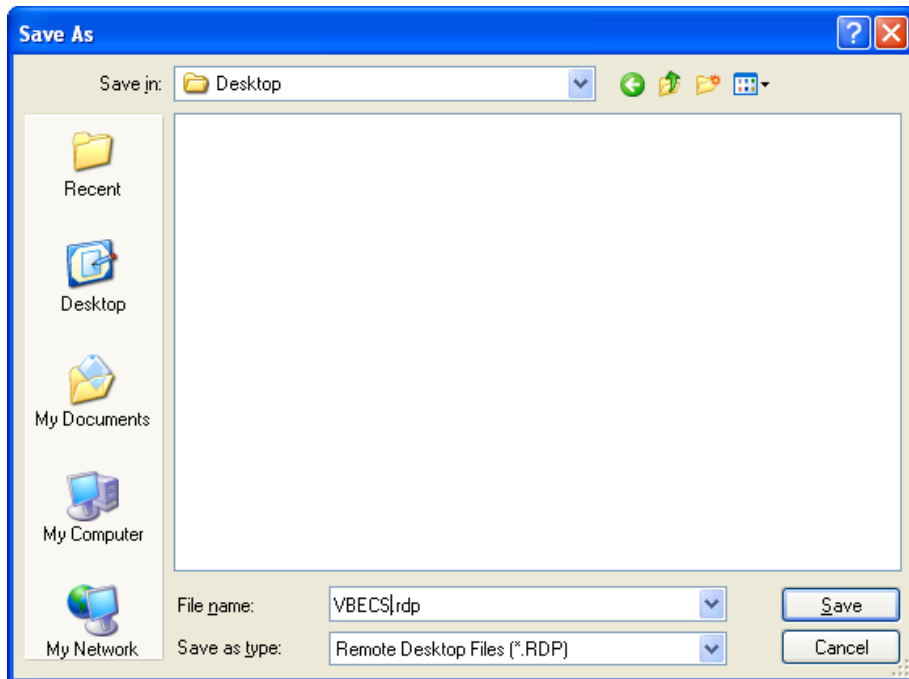 Save As
Save in: Desktop
Recent
Desktop
My Documents
My Computer
My Network
File name: VBECS.rdp Save
Save as type: Remote Desktop Files (*.RDP) Cancel